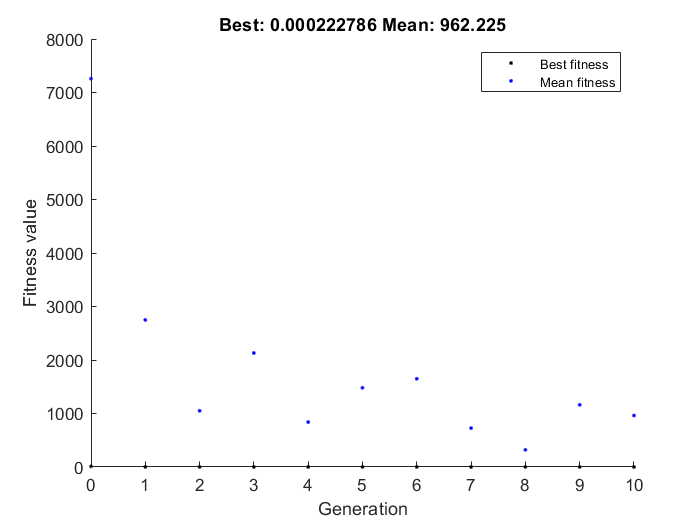 Best: 0.000222786 Mean: 962.225
8000
7000
6000
5000
4000
3000
2000
1000
0
Fitness value
Best fitness
Mean fitness
0 1 2 3 4 5 6 7 8 9 10
Generation